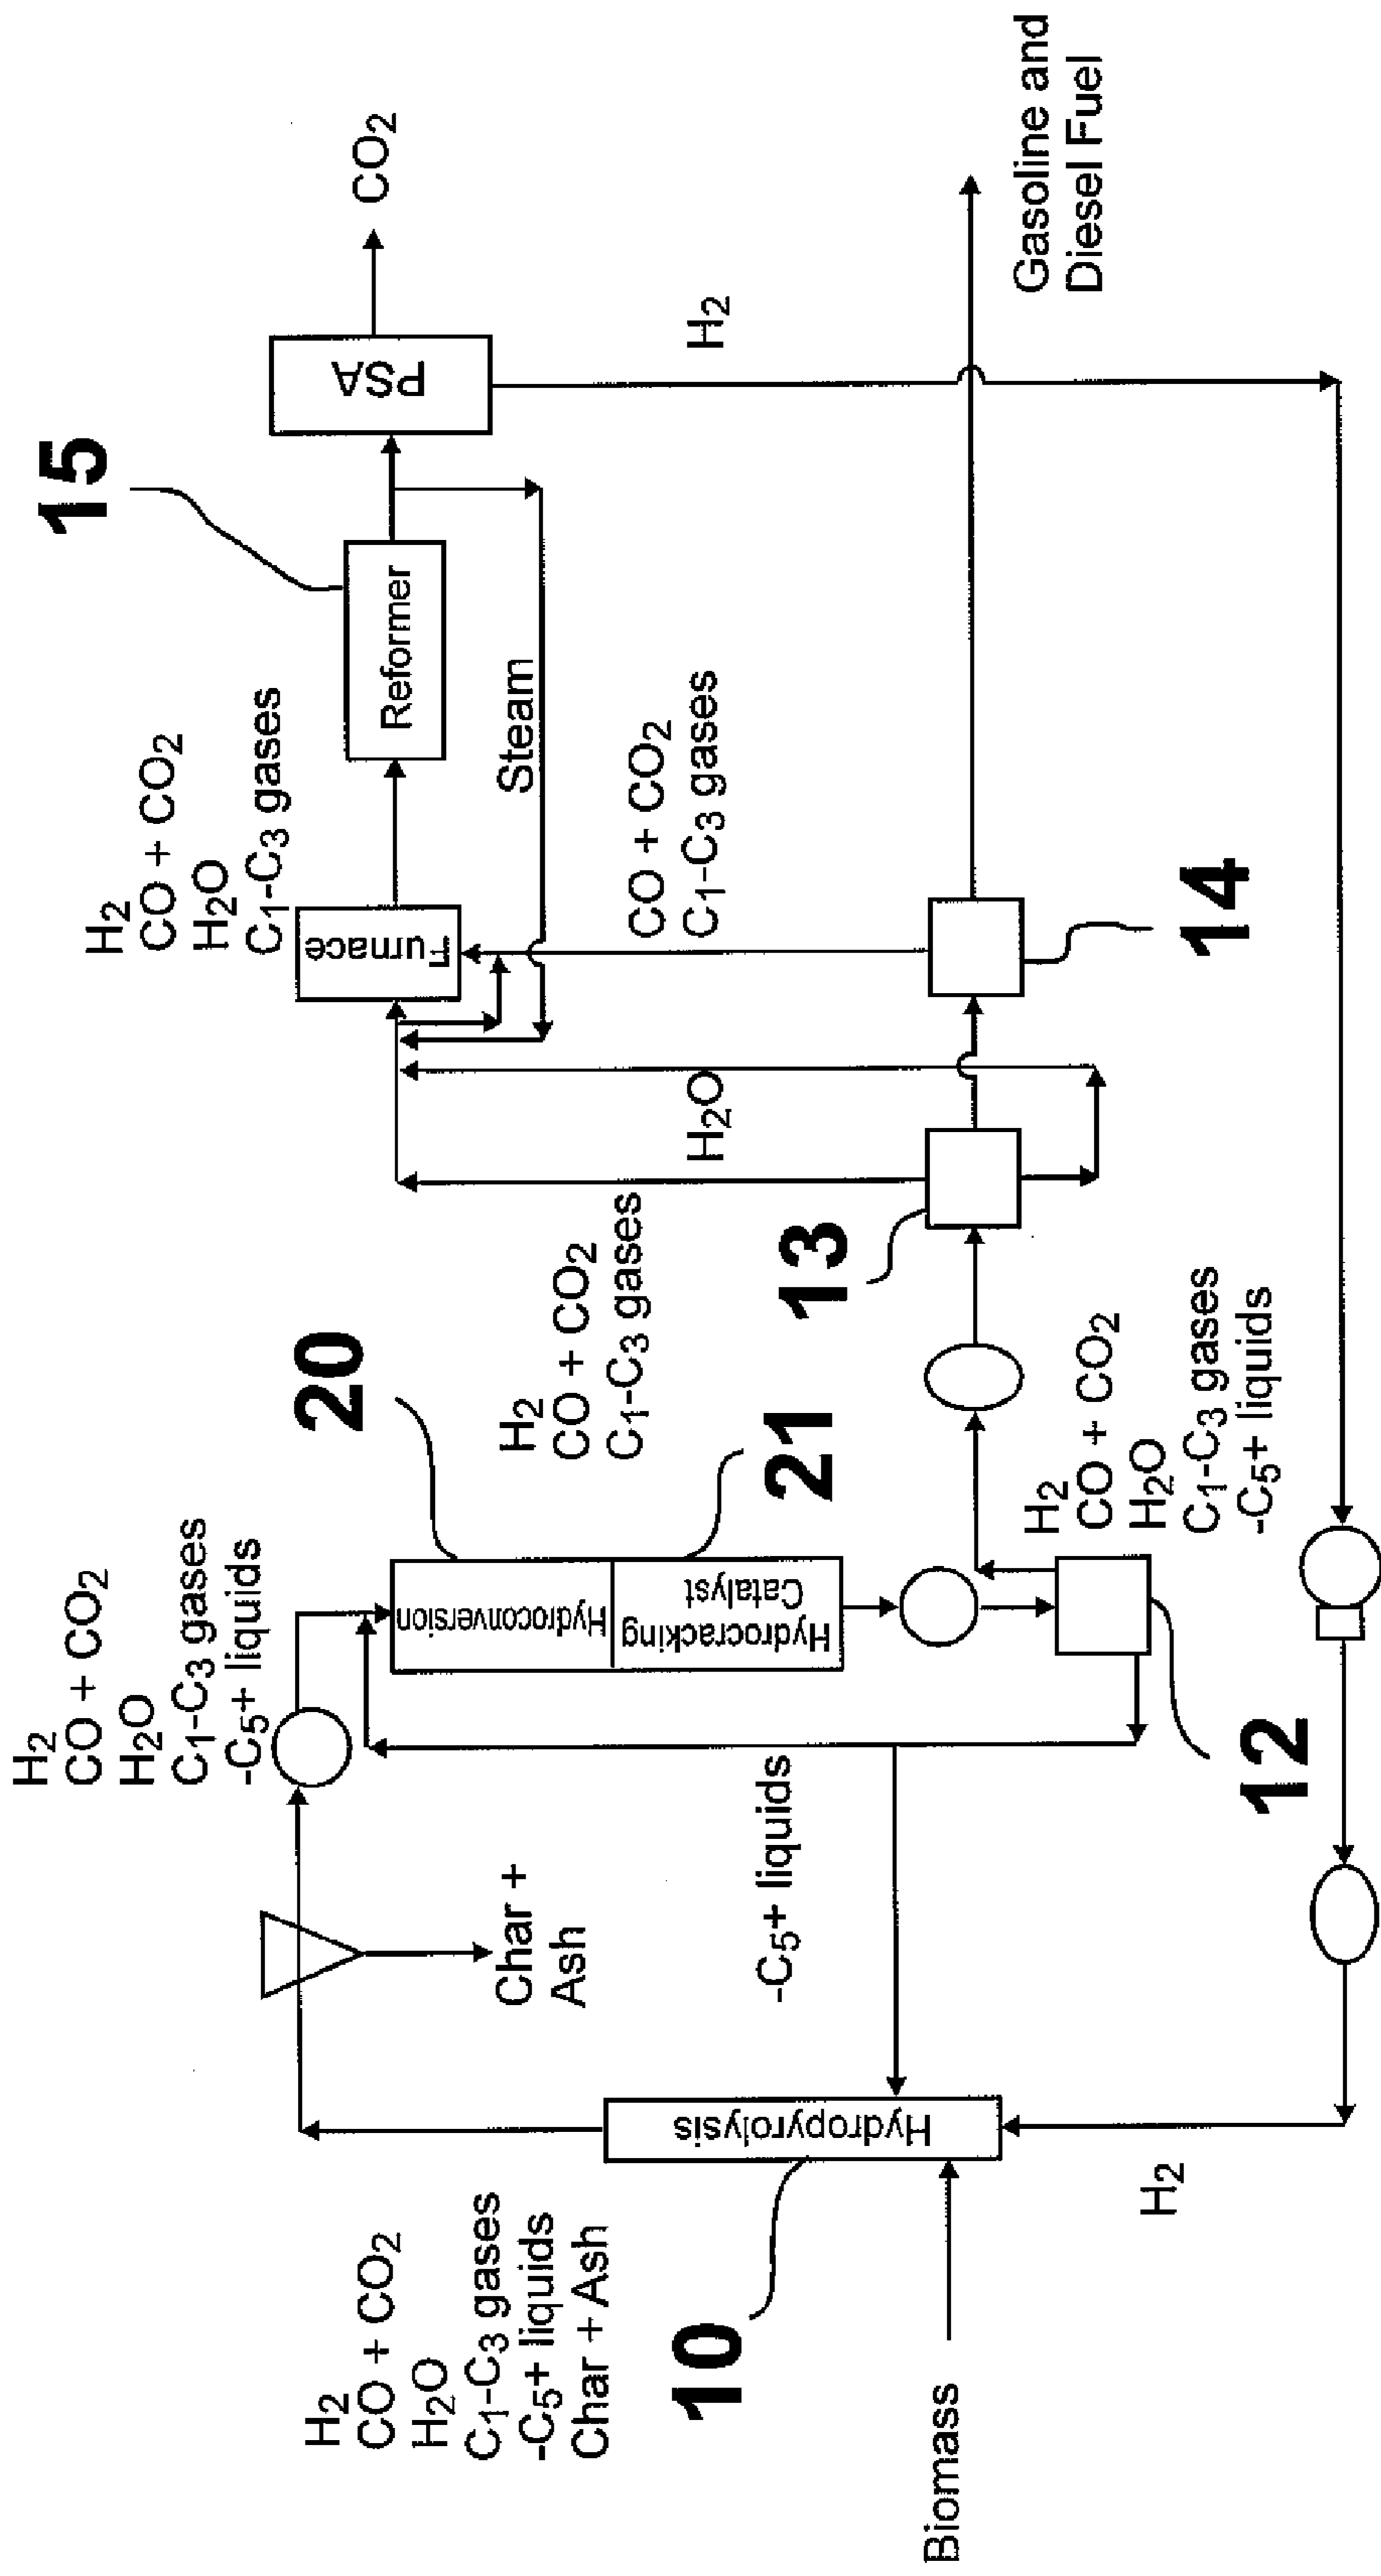 H2
CO + CO2
H2O
C1-C3 gases
-C5+ liquids
Char + Ash
10
Biomass
Hydropyrolysis
H2
Char +
Ash
H2
CO + CO2
H2O
C1-C3 gases
-C5+ liquids
-C5+ liquids
20
Hydroconversion
Hydrocracking
Catalyst
21
12
H2
CO + CO2
H2O
C1-C3 gases
-C5+ liquids
H2
CO + CO2
C1-C3 gases
13
H2O
14
CO + CO2
C1-C3 gases
Steam
H2
CO + CO2
H2O
C1-C3 gases
Furnace
Reformer
15
PSA
CO2
H2
Gasoline and
Diesel Fuel